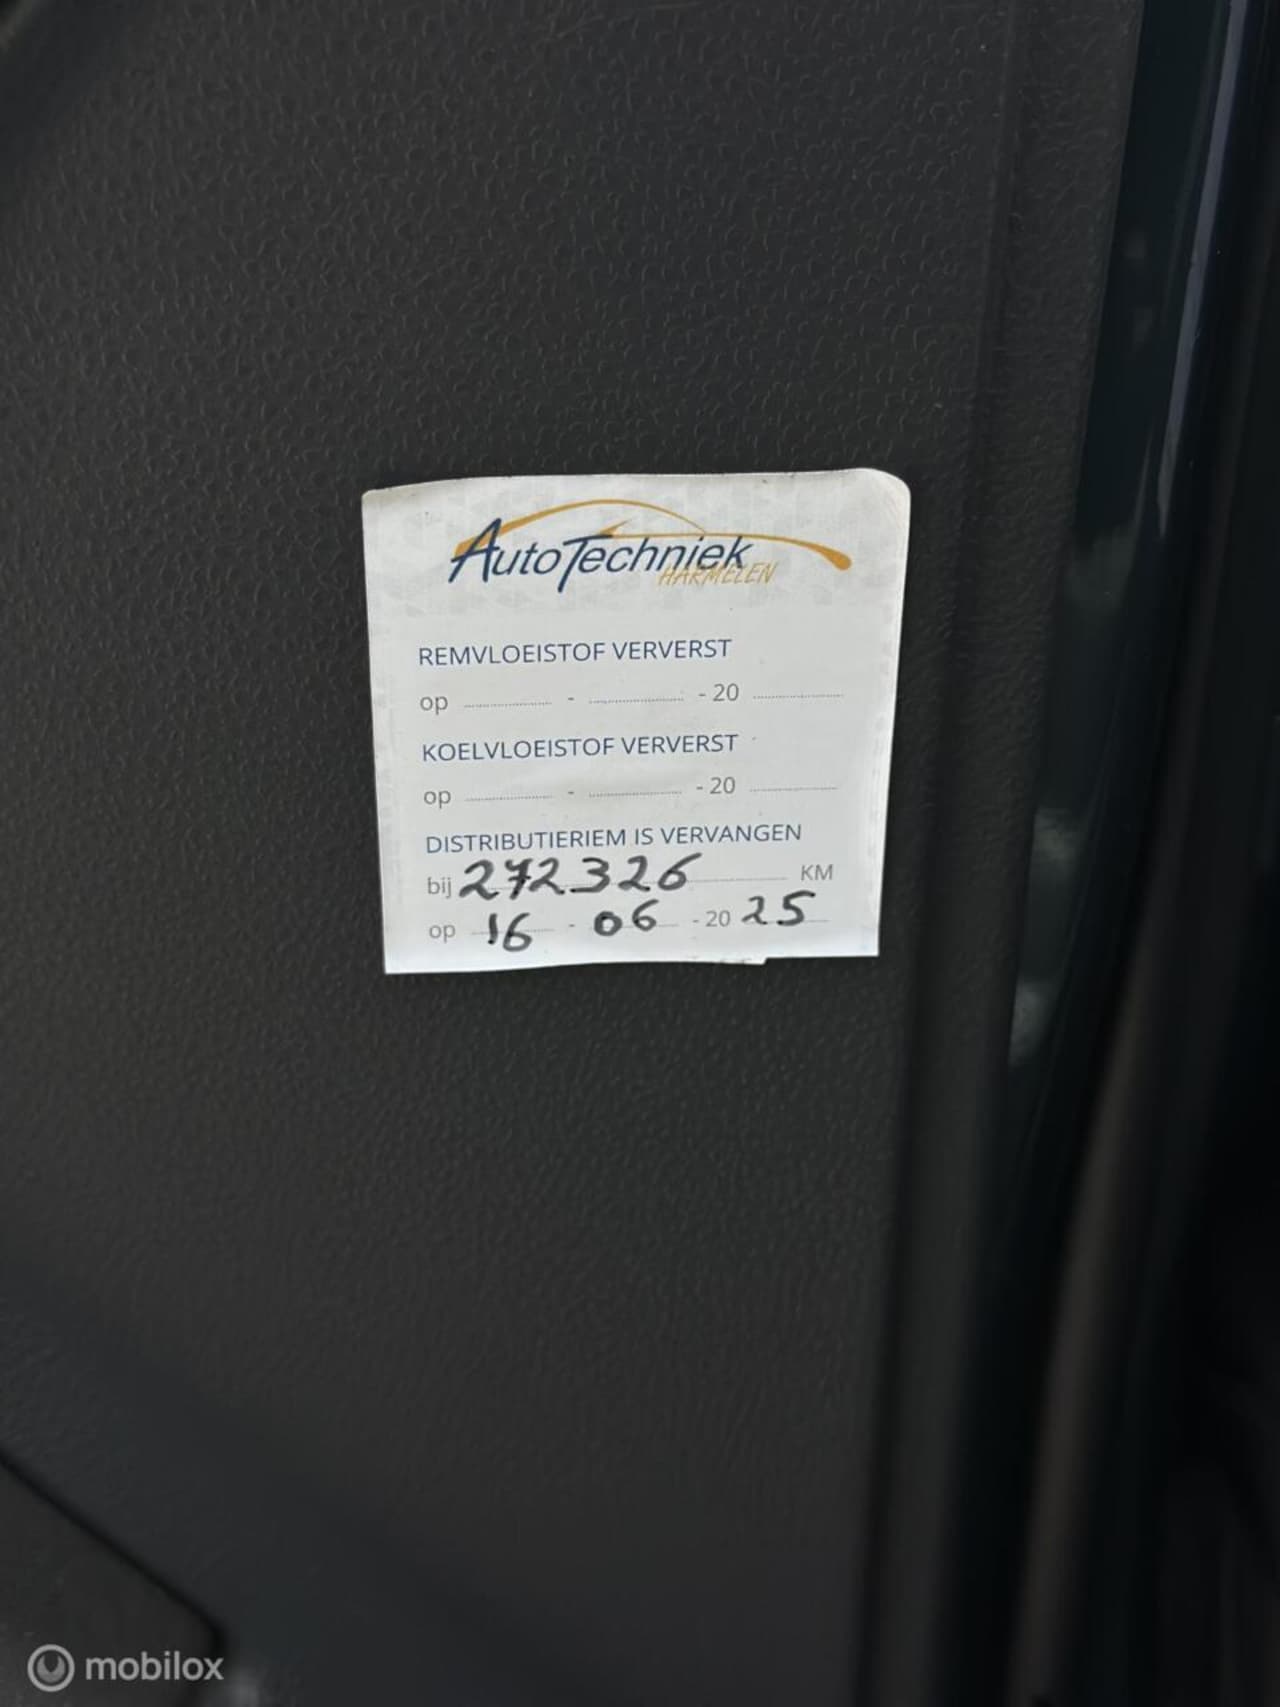 AutoTechniek
HARMELEN
REMVLOEISTOF VERVERST
op ............ - ............ - 20 ............
KOELVLOEISTOF VERVERST
op ............ - ............ - 20 ............
DISTRIBUTIERIEM IS VERVANGEN
bij 272326 ............ KM
op 16 - 06 - 20 25
mobilox